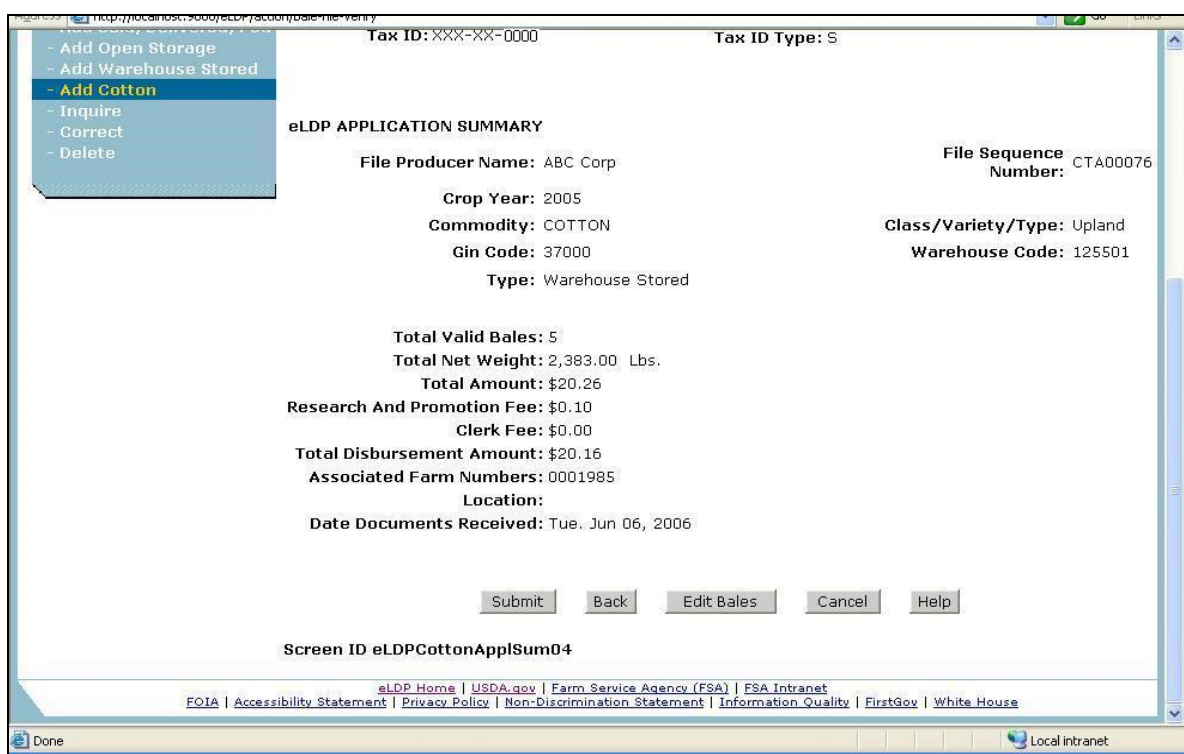 http://localhost:9080/eLDP/action/bale-file-verify
Tax ID: XXX-XX-0000 Tax ID Type: S
- Add Open Storage
- Add Warehouse Stored
- Add Cotton
- Inquire
- Correct
- Delete
eLDP APPLICATION SUMMARY
File Producer Name: ABC Corp
File Sequence Number: CTA00076
Crop Year: 2005
Commodity: COTTON Class/Variety/Type: Upland
Gin Code: 37000 Warehouse Code: 125501
Type: Warehouse Stored
Total Valid Bales: 5
Total Net Weight: 2,383.00 Lbs.
Total Amount: $20.26
Research And Promotion Fee: $0.10
Clerk Fee: $0.00
Total Disbursement Amount: $20.16
Associated Farm Numbers: 0001985
Location:
Date Documents Received: Tue. Jun 06, 2006
Submit Back Edit Bales Cancel Help
Screen ID eLDPCottonApplSum04
eLDP Home | USDA.gov | Farm Service Agency (FSA) | FSA Intranet
FOIA | Accessibility Statement | Privacy Policy | Non-Discrimination Statement | Information Quality | FirstGov | White House
Done Local intranet